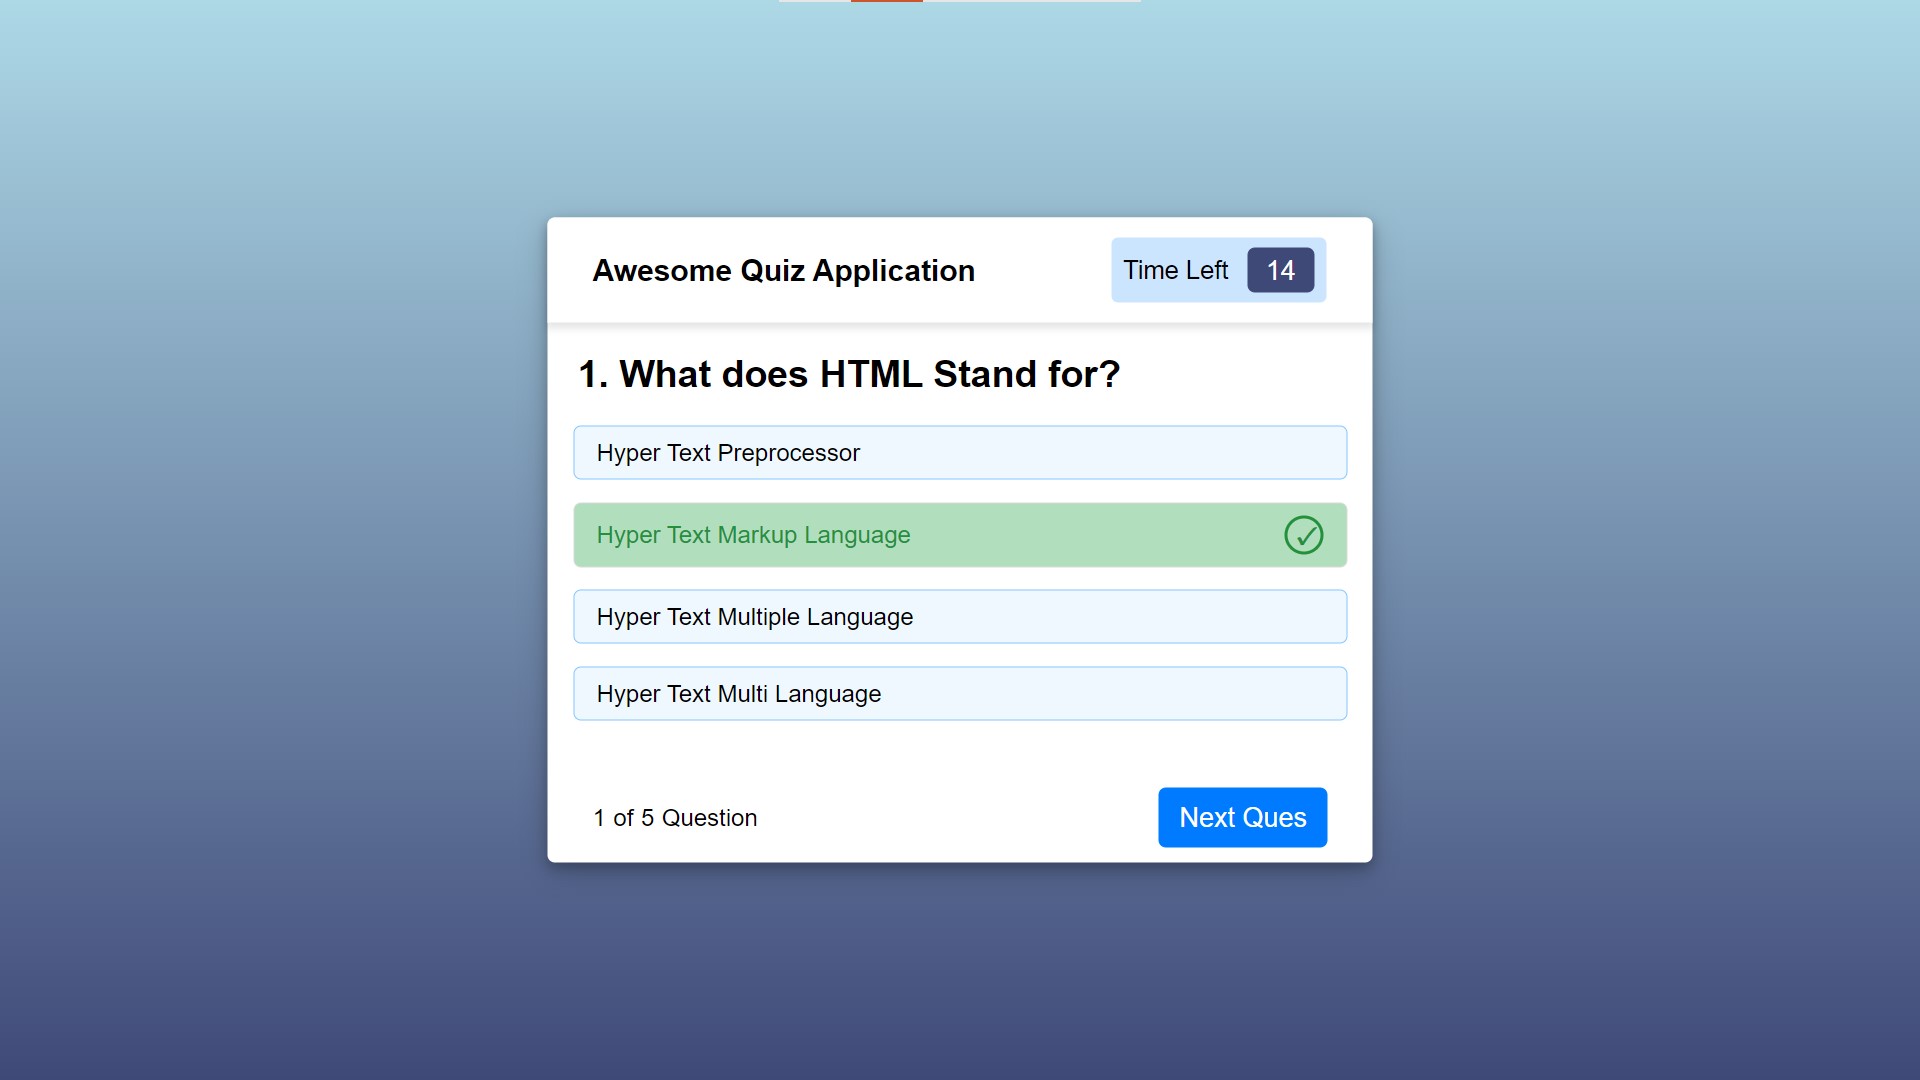 Awesome Quiz Application
Time Left 14
1. What does HTML Stand for?
Hyper Text Preprocessor
Hyper Text Markup Language
Hyper Text Multiple Language
Hyper Text Multi Language
1 of 5 Question
Next Ques